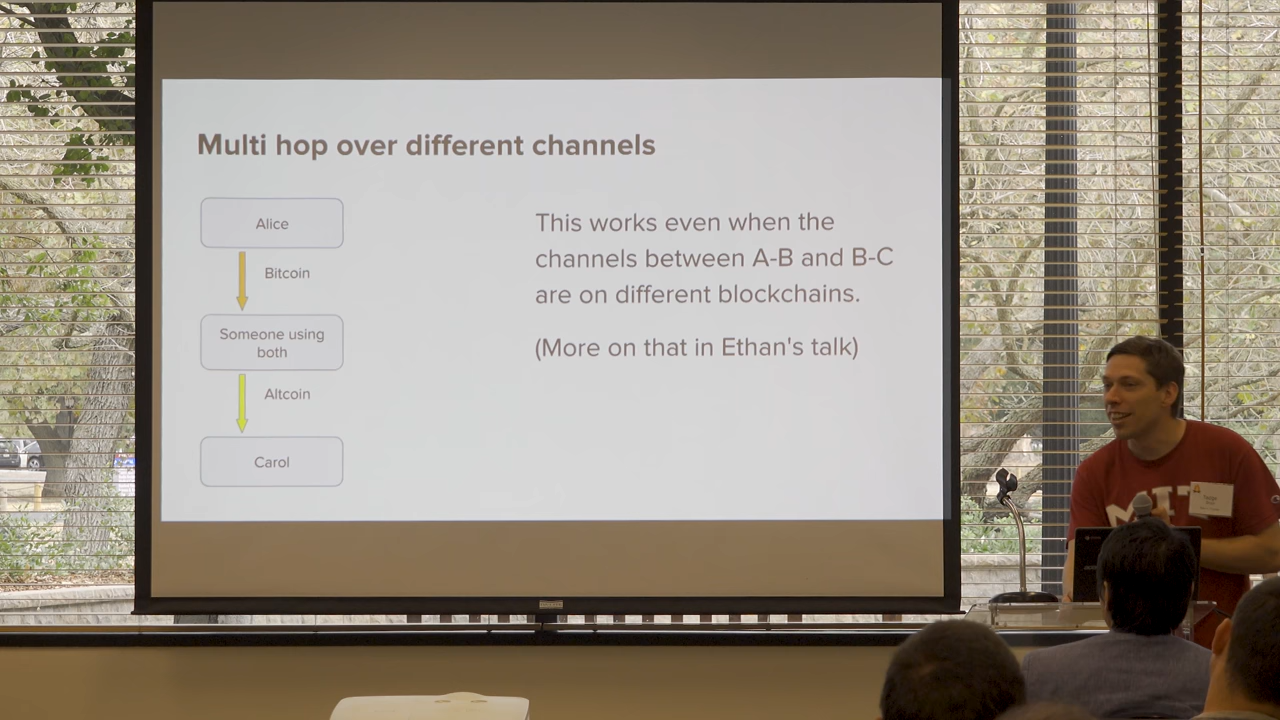 Multi hop over different channels
Alice
Bitcoin
Someone using
both
Altcoin
Carol
This works even when the
channels between A-B and B-C
are on different blockchains.
(More on that in Ethan's talk)
MIT